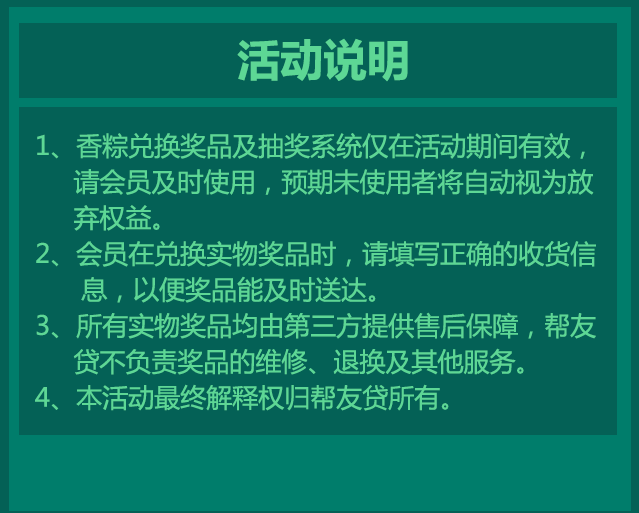 活动说明
1、香粽兑换奖品及抽奖系统仅在活动期间有效，
请会员及时使用，预期未使用者将自动视为放
弃权益。
2、会员在兑换实物奖品时，请填写正确的收货信
息，以便奖品能及时送达。
3、所有实物奖品均由第三方提供售后保障，帮友
贷不负责奖品的维修、退换及其他服务。
4、本活动最终解释权归帮友贷所有。